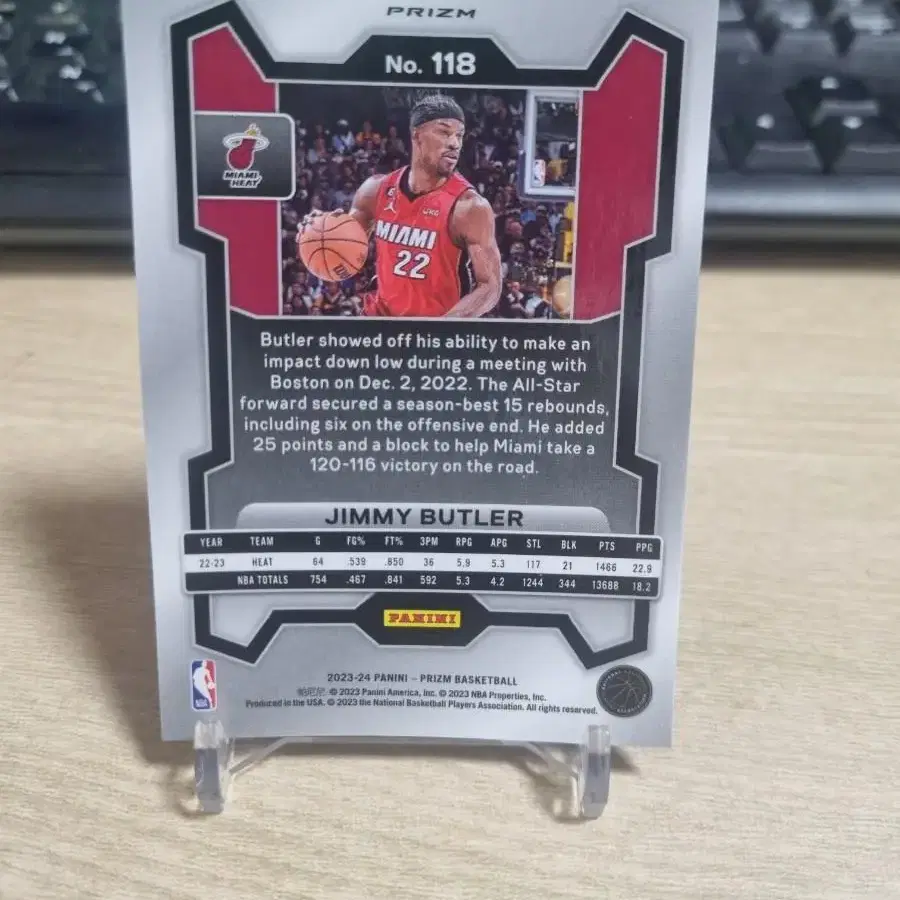 PRIZM
No. 118
MIAMI
HEAT
MIAMI
22
Butler showed off his ability to make an
impact down low during a meeting with
Boston on Dec. 2, 2022. The All-Star
forward secured a season-best 15 rebounds,
including six on the offensive end. He added
25 points and a block to help Miami take a
120-116 victory on the road.
JIMMY BUTLER
YEAR TEAM G FG% FT% 3PM RPG APG STL BLK PTS PPG
22-23 HEAT 64 .539 .850 36 5.9 5.3 117 21 1466 22.9
NBA TOTALS 754 .467 .841 592 5.3 4.2 1244 344 13688 18.2
PANINI
2023-24 PANINI – PRIZM BASKETBALL
帕尼尼 © 2023 Panini America, Inc. © 2023 NBA Properties, Inc.
Produced in the USA. © 2023 the National Basketball Players Association. All rights reserved.
NBA